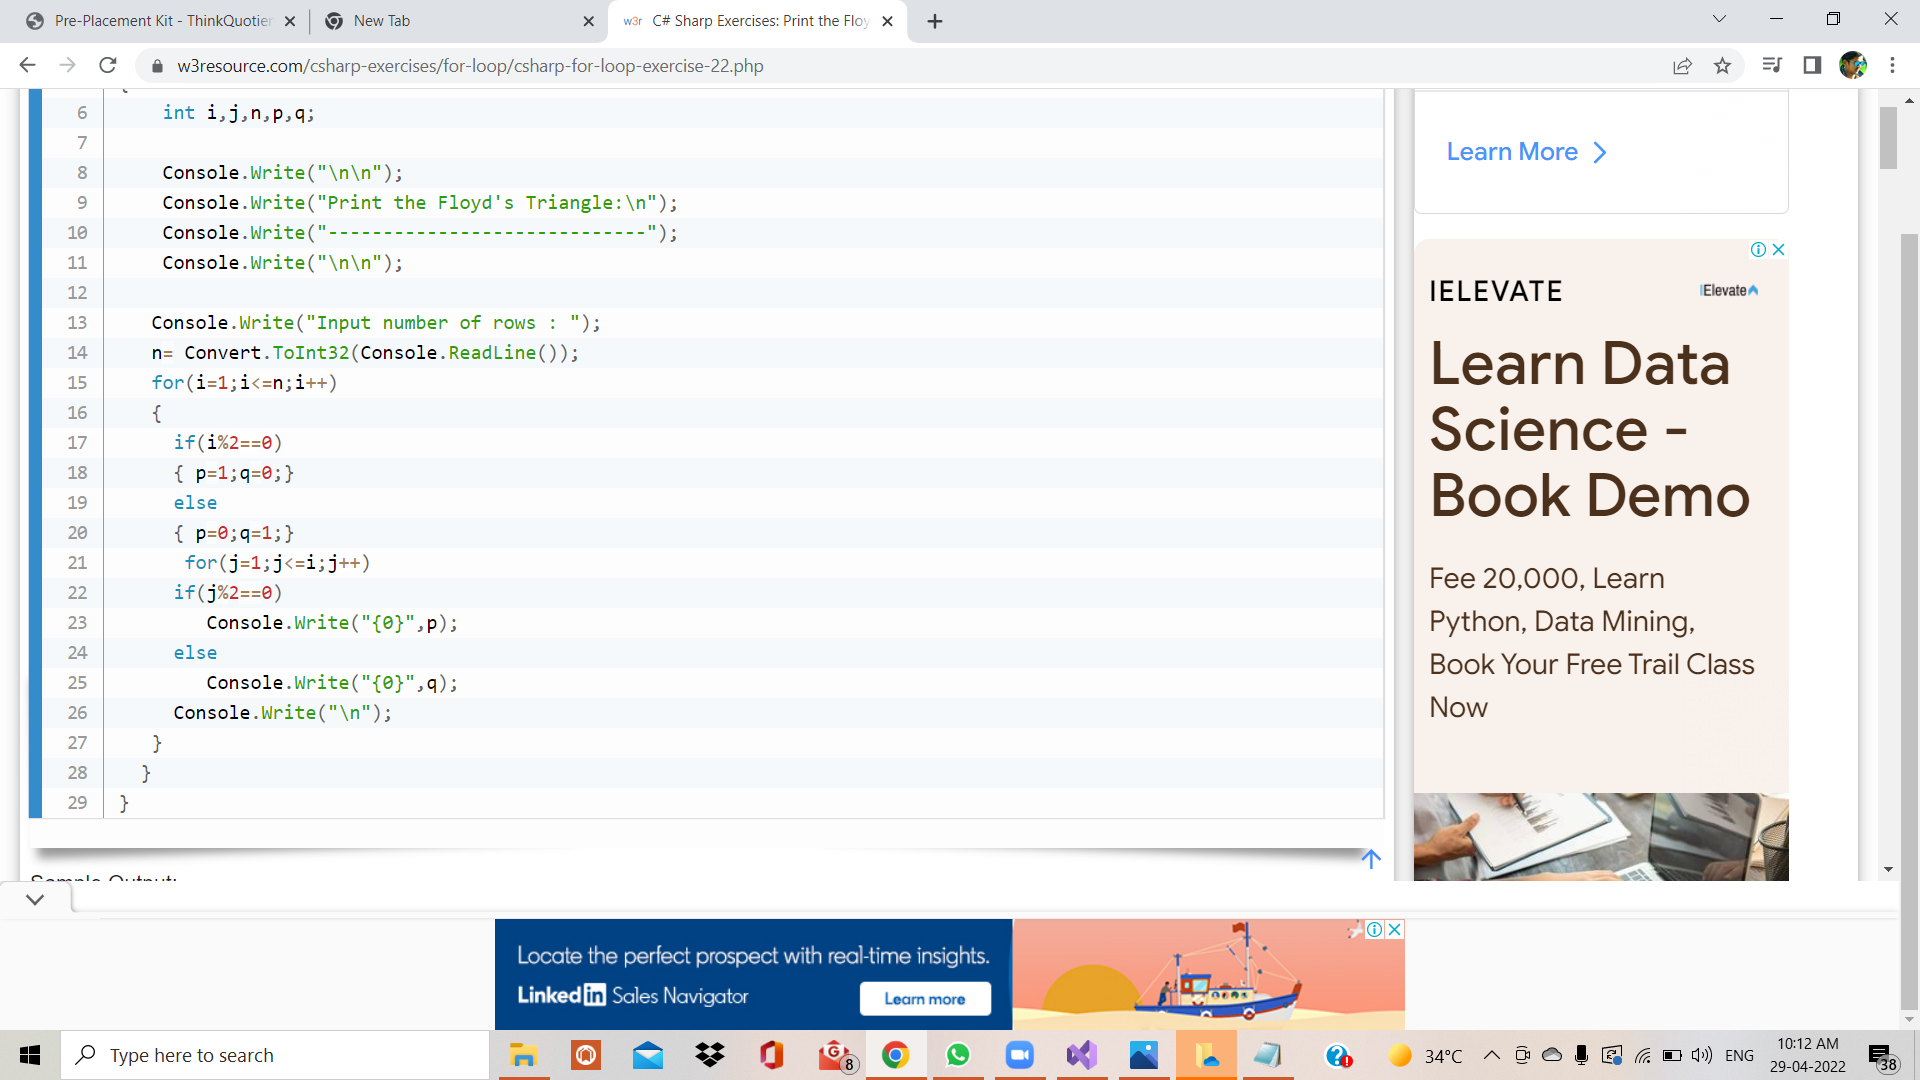 Pre-Placement Kit - ThinkQuotien
New Tab
w3r C# Sharp Exercises: Print the Floy
w3resource.com/csharp-exercises/for-loop/csharp-for-loop-exercise-22.php
{
6 int i,j,n,p,q;
7
8 Console.Write("\n\n");
9 Console.Write("Print the Floyd's Triangle:\n");
10 Console.Write("-----------------------------");
11 Console.Write("\n\n");
12
13 Console.Write("Input number of rows : ");
14 n= Convert.ToInt32(Console.ReadLine());
15 for(i=1;i<=n;i++)
16 {
17 if(i%2==0)
18 { p=1;q=0;}
19 else
20 { p=0;q=1;}
21 for(j=1;j<=i;j++)
22 if(j%2==0)
23 Console.Write("{0}",p);
24 else
25 Console.Write("{0}",q);
26 Console.Write("\n");
27 }
28 }
29 }
Sample Output:
Learn More
IELEVATE
IElevate
Learn Data
Science -
Book Demo
Fee 20,000, Learn
Python, Data Mining,
Book Your Free Trail Class
Now
Locate the perfect prospect with real-time insights.
Linked in Sales Navigator
Learn more
Type here to search
8
34°C
ENG
10:12 AM
29-04-2022
38